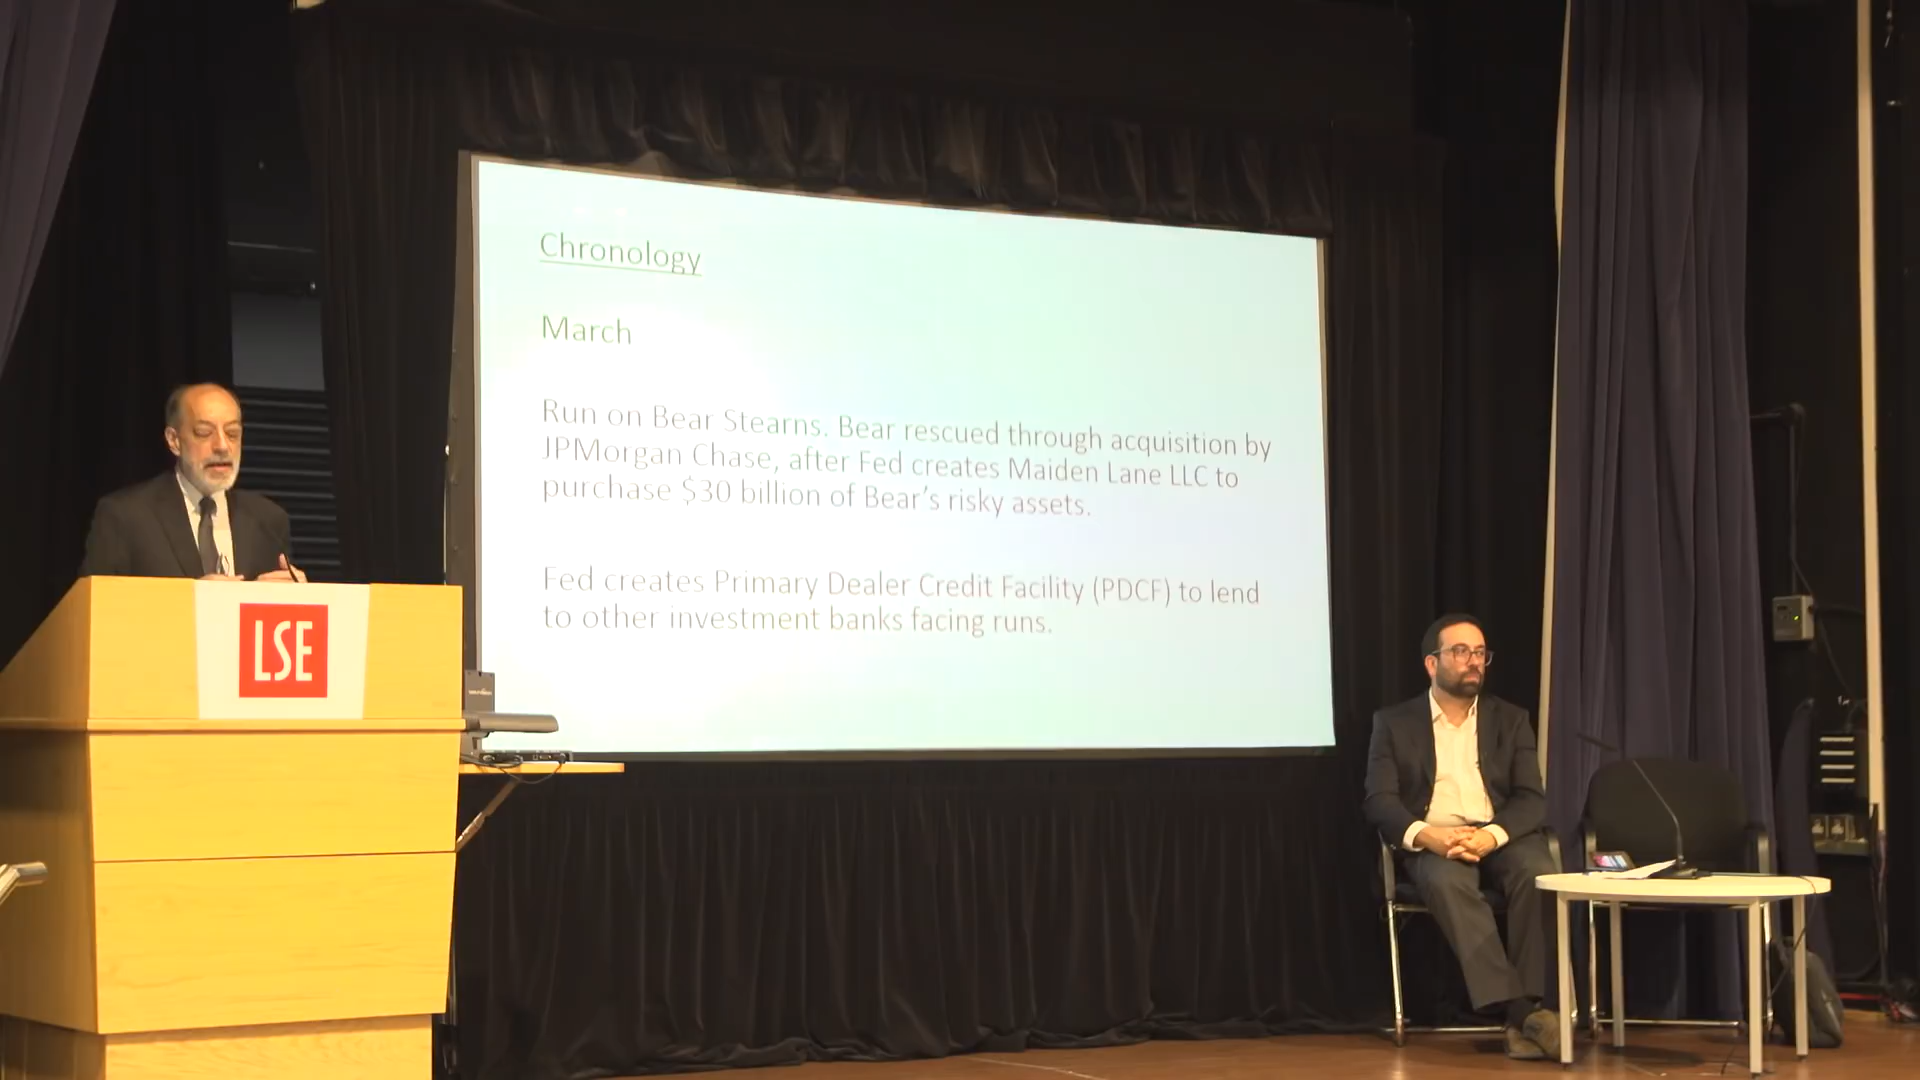 Chronology
March
Run on Bear Stearns. Bear rescued through acquisition by
JPMorgan Chase, after Fed creates Maiden Lane LLC to
purchase $30 billion of Bear's risky assets.
Fed creates Primary Dealer Credit Facility (PDCF) to lend
to other investment banks facing runs.
LSE